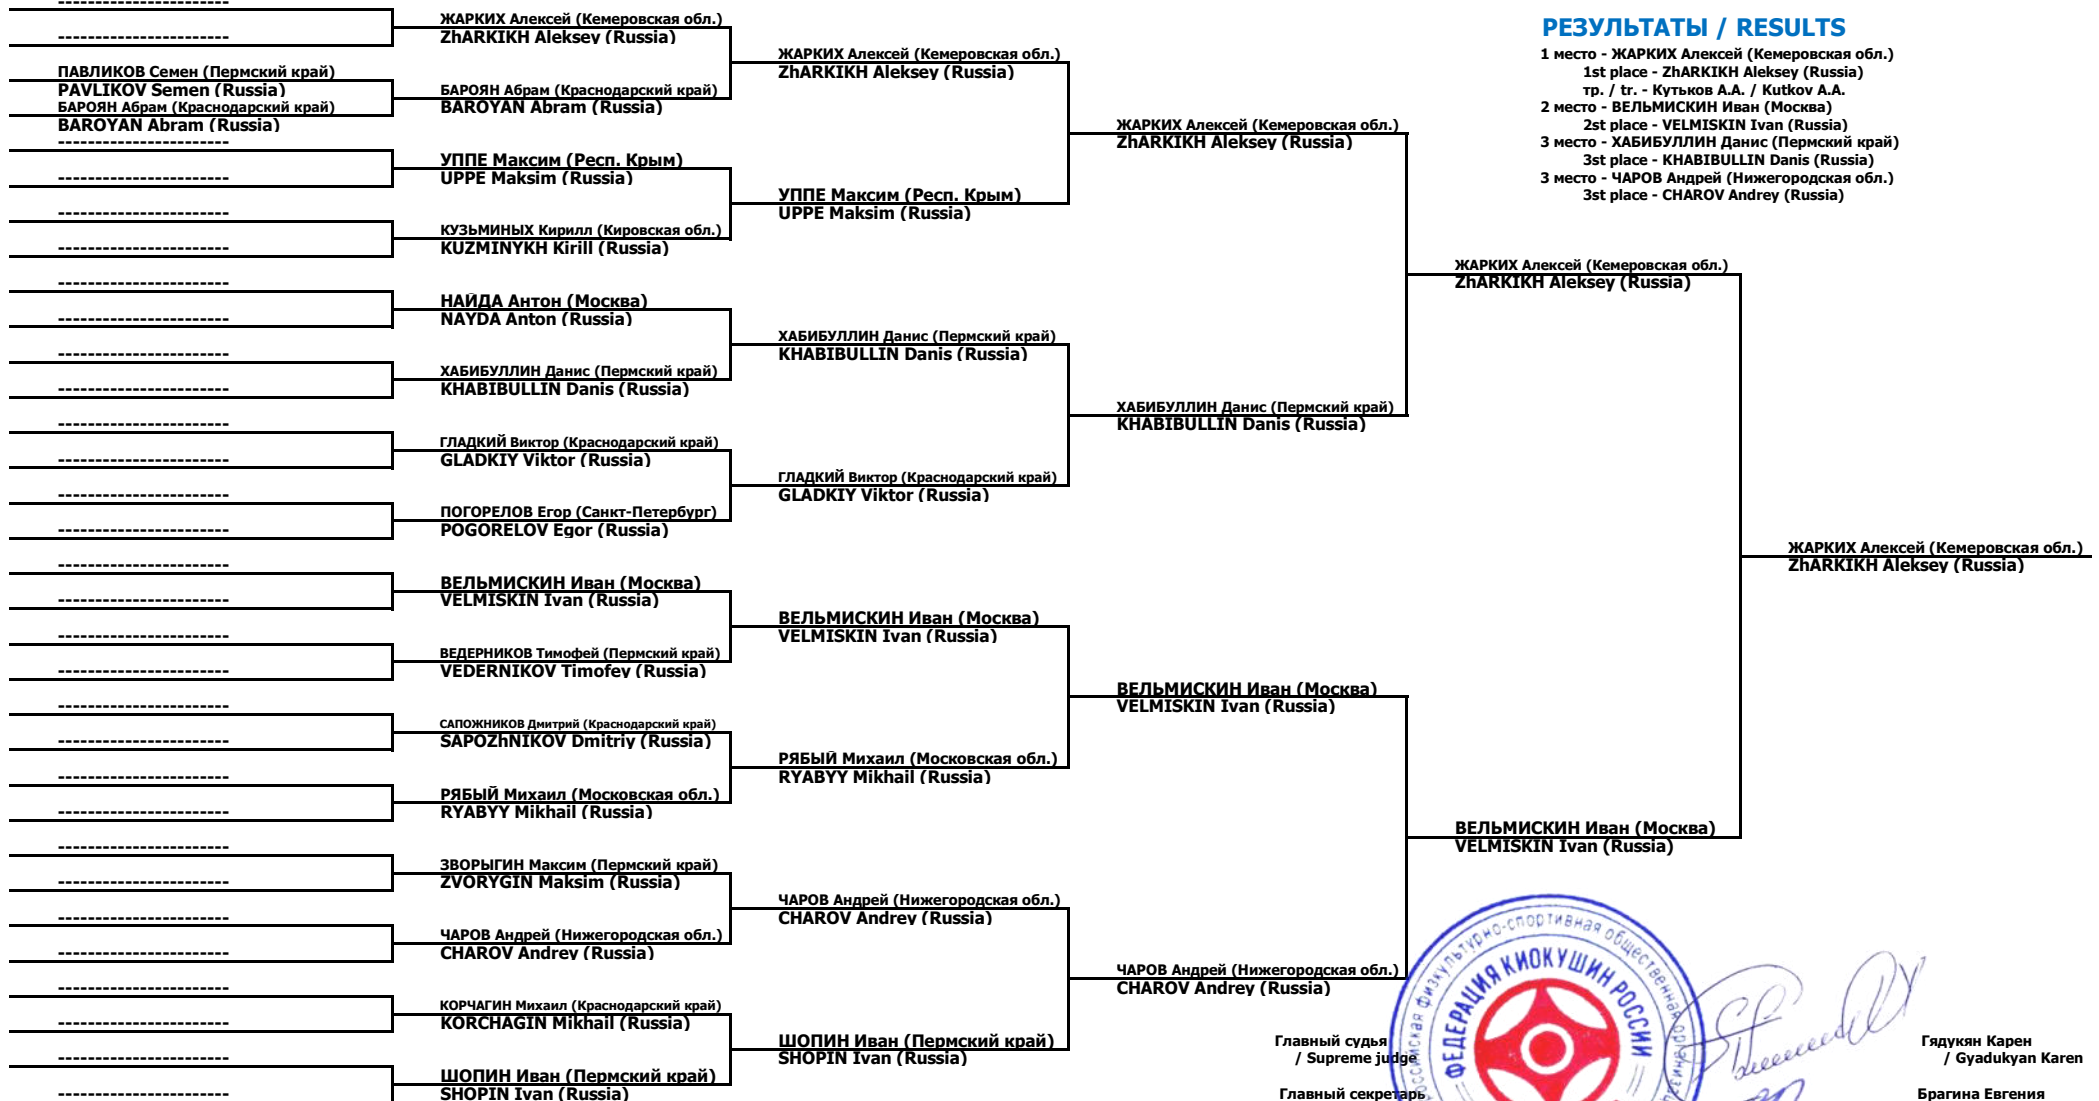 -----------------------
ЖАРКИХ Алексей (Кемеровская обл.)
ZhARKIKH Aleksey (Russia)
-----------------------
ПАВЛИКОВ Семен (Пермский край)
PAVLIKOV Semen (Russia)
БАРОЯН Абрам (Краснодарский край)
BAROYAN Abram (Russia)
БАРОЯН Абрам (Краснодарский край)
BAROYAN Abram (Russia)
-----------------------
УППЕ Максим (Респ. Крым)
UPPE Maksim (Russia)
-----------------------
-----------------------
КУЗЬМИНЫХ Кирилл (Кировская обл.)
KUZMINYKH Kirill (Russia)
-----------------------
-----------------------
НАЙДА Антон (Москва)
NAYDA Anton (Russia)
-----------------------
-----------------------
ХАБИБУЛЛИН Данис (Пермский край)
KHABIBULLIN Danis (Russia)
-----------------------
-----------------------
ГЛАДКИЙ Виктор (Краснодарский край)
GLADKIY Viktor (Russia)
-----------------------
-----------------------
ПОГОРЕЛОВ Егор (Санкт-Петербург)
POGORELOV Egor (Russia)
-----------------------
-----------------------
ВЕЛЬМИСКИН Иван (Москва)
VELMISKIN Ivan (Russia)
-----------------------
-----------------------
ВЕДЕРНИКОВ Тимофей (Пермский край)
VEDERNIKOV Timofey (Russia)
-----------------------
-----------------------
САПОЖНИКОВ Дмитрий (Краснодарский край)
SAPOZhNIKOV Dmitriy (Russia)
-----------------------
-----------------------
РЯБЫЙ Михаил (Московская обл.)
RYABYY Mikhail (Russia)
-----------------------
-----------------------
ЗВОРЫГИН Максим (Пермский край)
ZVORYGIN Maksim (Russia)
-----------------------
-----------------------
ЧАРОВ Андрей (Нижегородская обл.)
CHAROV Andrey (Russia)
-----------------------
-----------------------
КОРЧАГИН Михаил (Краснодарский край)
KORCHAGIN Mikhail (Russia)
-----------------------
-----------------------
ШОПИН Иван (Пермский край)
SHOPIN Ivan (Russia)
-----------------------
ЖАРКИХ Алексей (Кемеровская обл.)
ZhARKIKH Aleksey (Russia)
УППЕ Максим (Респ. Крым)
UPPE Maksim (Russia)
ХАБИБУЛЛИН Данис (Пермский край)
KHABIBULLIN Danis (Russia)
ГЛАДКИЙ Виктор (Краснодарский край)
GLADKIY Viktor (Russia)
ВЕЛЬМИСКИН Иван (Москва)
VELMISKIN Ivan (Russia)
РЯБЫЙ Михаил (Московская обл.)
RYABYY Mikhail (Russia)
ЧАРОВ Андрей (Нижегородская обл.)
CHAROV Andrey (Russia)
ШОПИН Иван (Пермский край)
SHOPIN Ivan (Russia)
ЖАРКИХ Алексей (Кемеровская обл.)
ZhARKIKH Aleksey (Russia)
ХАБИБУЛЛИН Данис (Пермский край)
KHABIBULLIN Danis (Russia)
ВЕЛЬМИСКИН Иван (Москва)
VELMISKIN Ivan (Russia)
ЧАРОВ Андрей (Нижегородская обл.)
CHAROV Andrey (Russia)
ЖАРКИХ Алексей (Кемеровская обл.)
ZhARKIKH Aleksey (Russia)
ВЕЛЬМИСКИН Иван (Москва)
VELMISKIN Ivan (Russia)
ЖАРКИХ Алексей (Кемеровская обл.)
ZhARKIKH Aleksey (Russia)
РЕЗУЛЬТАТЫ / RESULTS
1 место - ЖАРКИХ Алексей (Кемеровская обл.)
1st place - ZhARKIKH Aleksey (Russia)
тр. / tr. - Кутьков А.А. / Kutkov A.A.
2 место - ВЕЛЬМИСКИН Иван (Москва)
2st place - VELMISKIN Ivan (Russia)
3 место - ХАБИБУЛЛИН Данис (Пермский край)
3st place - KHABIBULLIN Danis (Russia)
3 место - ЧАРОВ Андрей (Нижегородская обл.)
3st place - CHAROV Andrey (Russia)
физкультурно-спортивная общественная
ФЕДЕРАЦИЯ КИОКУШИН РОССИИ
Главный судья
/ Supreme judge
Гядукян Карен
/ Gyadukyan Karen
Главный секретарь
Брагина Евгения